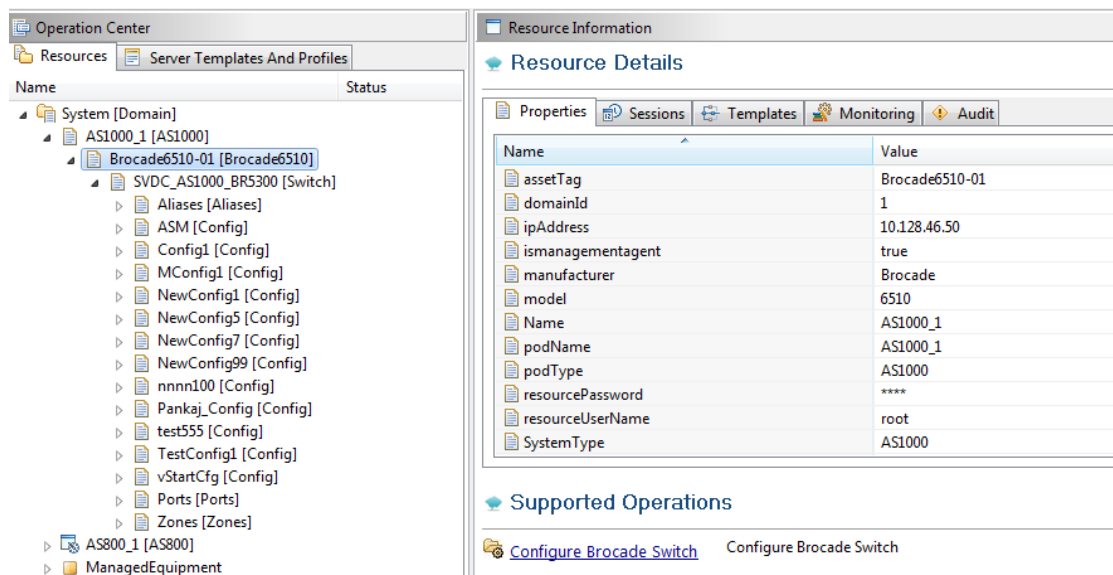 Operation Center
Resources Server Templates And Profiles
Name Status
System [Domain]
AS1000_1 [AS1000]
Brocade6510-01 [Brocade6510]
SVDC_AS1000_BR5300 [Switch]
Aliases [Aliases]
ASM [Config]
Config1 [Config]
MConfig1 [Config]
NewConfig1 [Config]
NewConfig5 [Config]
NewConfig7 [Config]
NewConfig99 [Config]
nnnn100 [Config]
Pankaj_Config [Config]
test555 [Config]
TestConfig1 [Config]
vStartCfg [Config]
Ports [Ports]
Zones [Zones]
AS800_1 [AS800]
ManagedEquipment
Resource Information
Resource Details
Properties Sessions Templates Monitoring Audit
Name Value
assetTag Brocade6510-01
domainId 1
ipAddress 10.128.46.50
ismanagementagent true
manufacturer Brocade
model 6510
Name AS1000_1
podName AS1000_1
podType AS1000
resourcePassword ****
resourceUserName root
SystemType AS1000
Supported Operations
Configure Brocade Switch Configure Brocade Switch